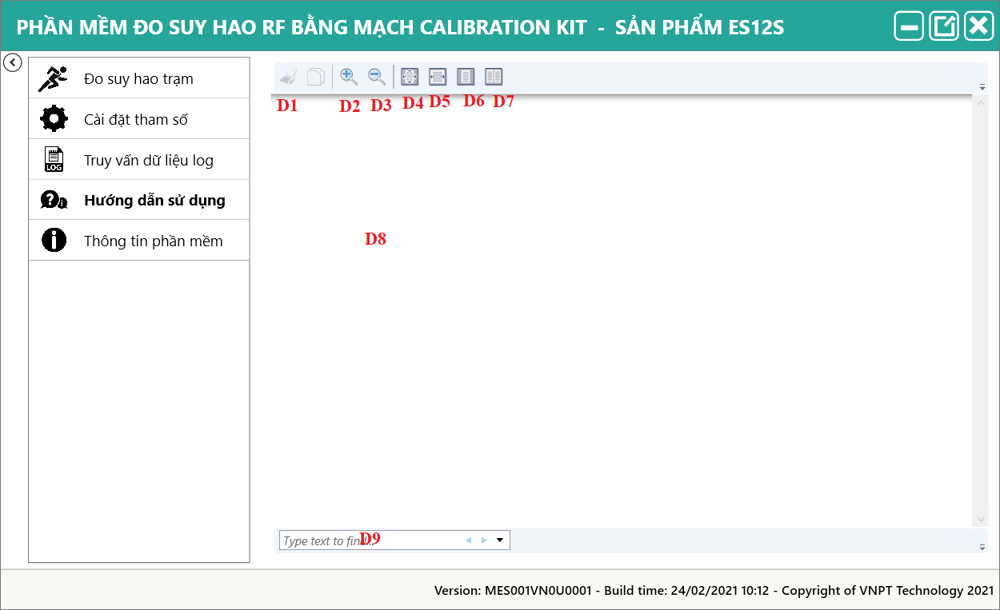 PHẦN MỀM ĐO SUY HAO RF BẰNG MẠCH CALIBRATION KIT - SẢN PHẨM ES12S
Đo suy hao trạm
Cài đặt tham số
LOG
Truy vấn dữ liệu log
Hướng dẫn sử dụng
Thông tin phần mềm
D1 D2 D3 D4 D5 D6 D7
D8
Type text to find...
D9
Version: MES001VN0U0001 - Build time: 24/02/2021 10:12 - Copyright of VNPT Technology 2021